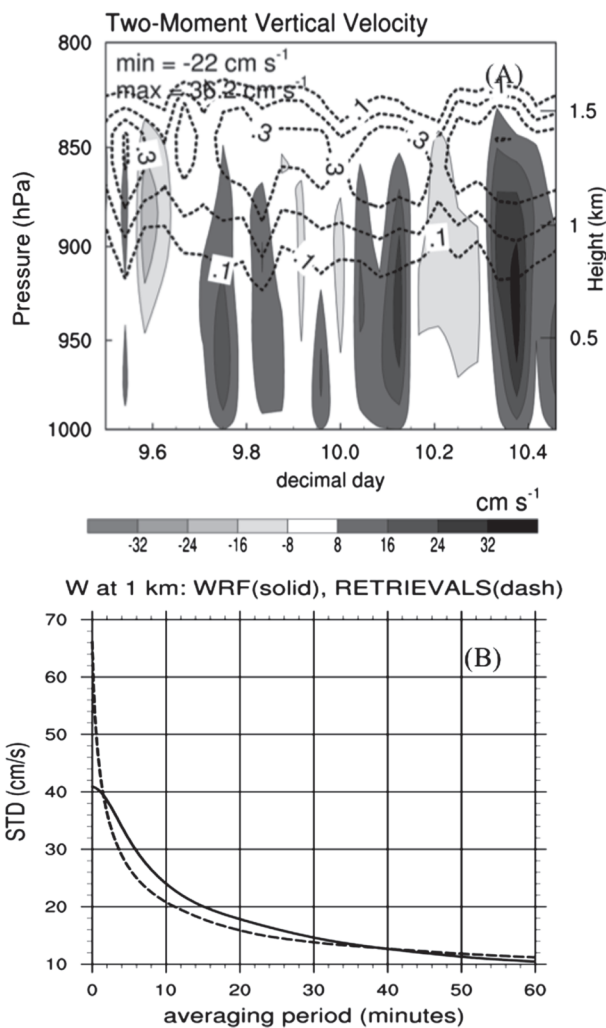 Two-Moment Vertical Velocity
800
850
900
950
1000
Pressure (hPa)
min = -22 cm s⁻¹
max = 36.2 cm s⁻¹
(A)
.1
.1
.3
.3
.3
.3
.1
.1
.1
1.5
1
0.5
Height (km)
9.6 9.8 10.0 10.2 10.4
decimal day
cm s⁻¹
-32 -24 -16 -8 8 16 24 32
W at 1 km: WRF(solid), RETRIEVALS(dash)
70
60
50
40
30
20
10
STD (cm/s)
(B)
0 10 20 30 40 50 60
averaging period (minutes)